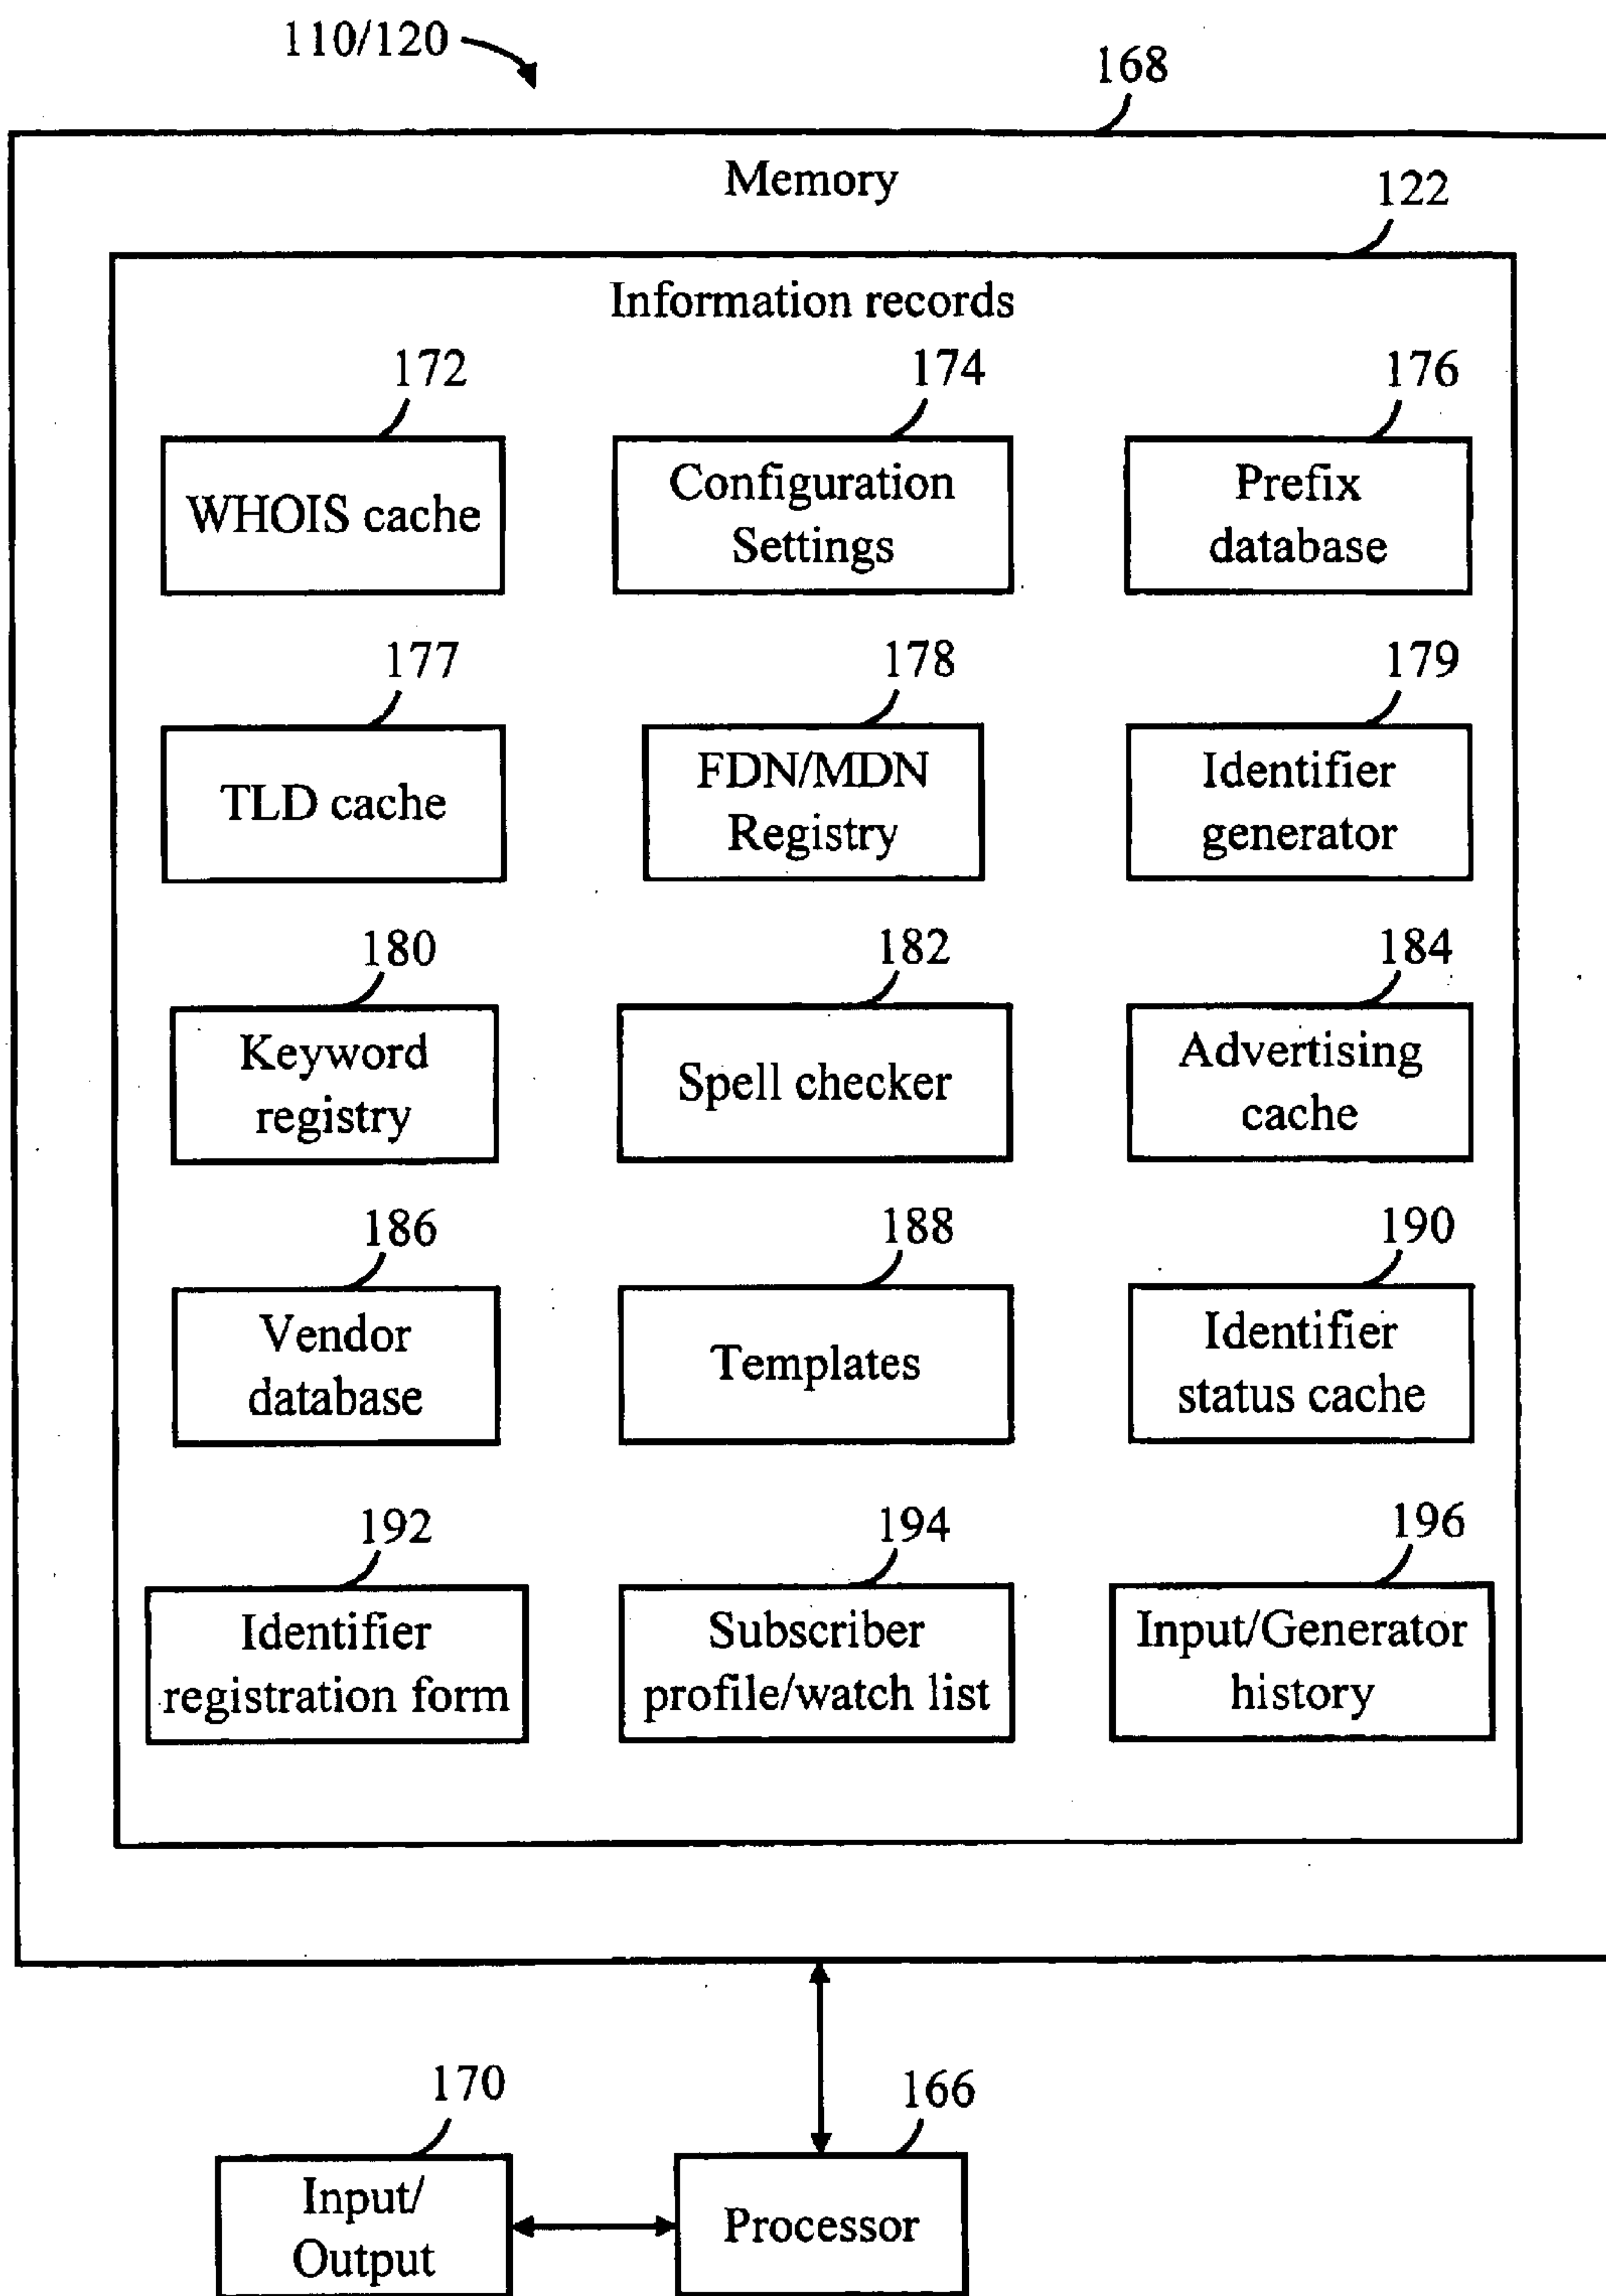 110/120
168
Memory
122
Information records
172
174
176
WHOIS cache
Configuration
Settings
Prefix
database
177
178
179
TLD cache
FDN/MDN
Registry
Identifier
generator
180
182
184
Keyword
registry
Spell checker
Advertising
cache
186
188
190
Vendor
database
Templates
Identifier
status cache
192
194
196
Identifier
registration form
Subscriber
profile/watch list
Input/Generator
history
170
166
Input/
Output
Processor